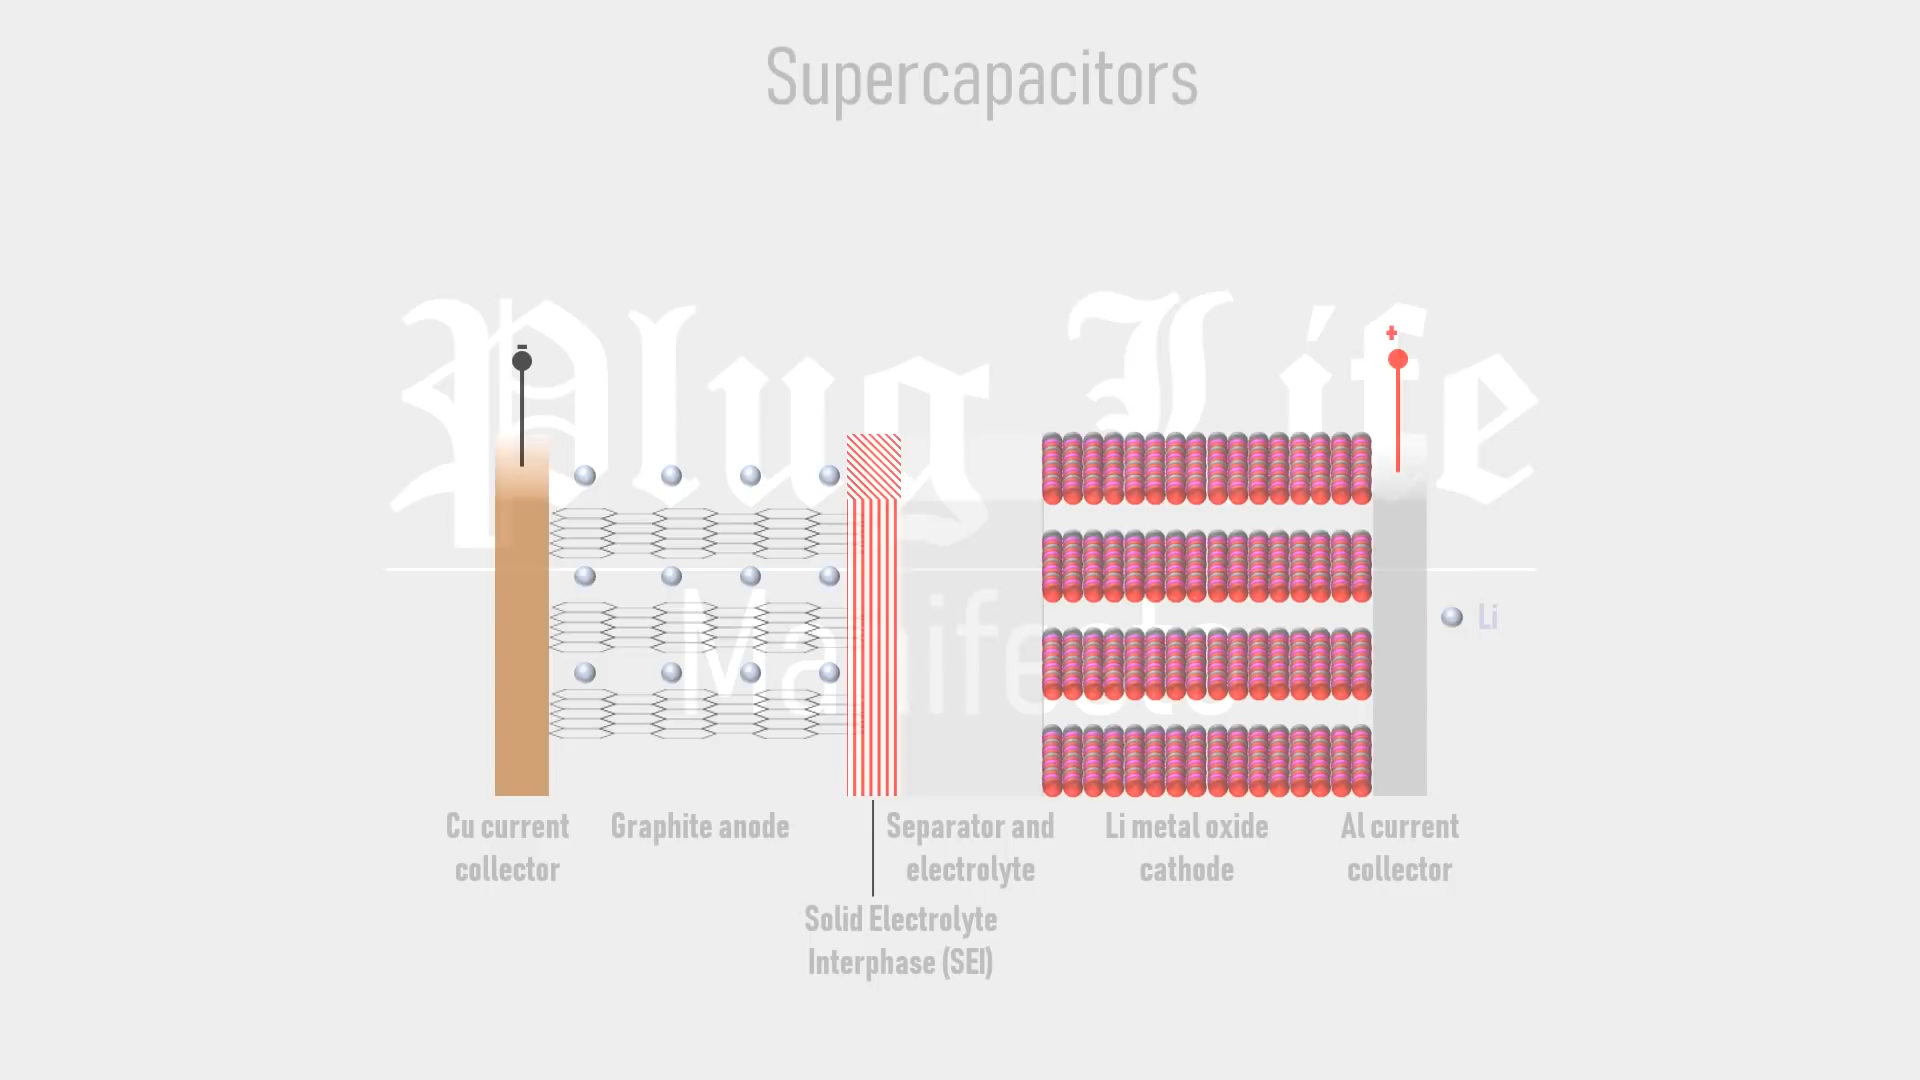 Supercapacitors
Plug Life
Manifesto
-
+
Li
Cu current
collector
Graphite anode
Separator and
electrolyte
Li metal oxide
cathode
Al current
collector
Solid Electrolyte
Interphase (SEI)